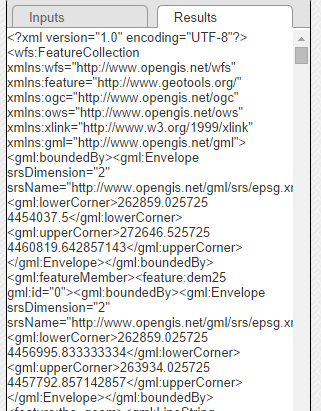 Inputs
Results
<?xml version="1.0" encoding="UTF-8"?>
<wfs:FeatureCollection
xmlns:wfs="http://www.opengis.net/wfs"
xmlns:feature="http://www.geotools.org/"
xmlns:ogc="http://www.opengis.net/ogc"
xmlns:ows="http://www.opengis.net/ows"
xmlns:xlink="http://www.w3.org/1999/xlink"
xmlns:gml="http://www.opengis.net/gml">
<gml:boundedBy><gml:Envelope
srsDimension="2"
srsName="http://www.opengis.net/gml/srs/epsg.xn
<gml:lowerCorner>262859.025725
4454037.5</gml:lowerCorner>
<gml:upperCorner>272646.525725
4460819.642857143</gml:upperCorner>
</gml:Envelope></gml:boundedBy>
<gml:featureMember><feature:dem25
gml:id="0"><gml:boundedBy><gml:Envelope
srsDimension="2"
srsName="http://www.opengis.net/gml/srs/epsg.xn
<gml:lowerCorner>262859.025725
4456995.833333334</gml:lowerCorner>
<gml:upperCorner>263934.025725
4457792.857142857</gml:upperCorner>
</gml:Envelope></gml:boundedBy>